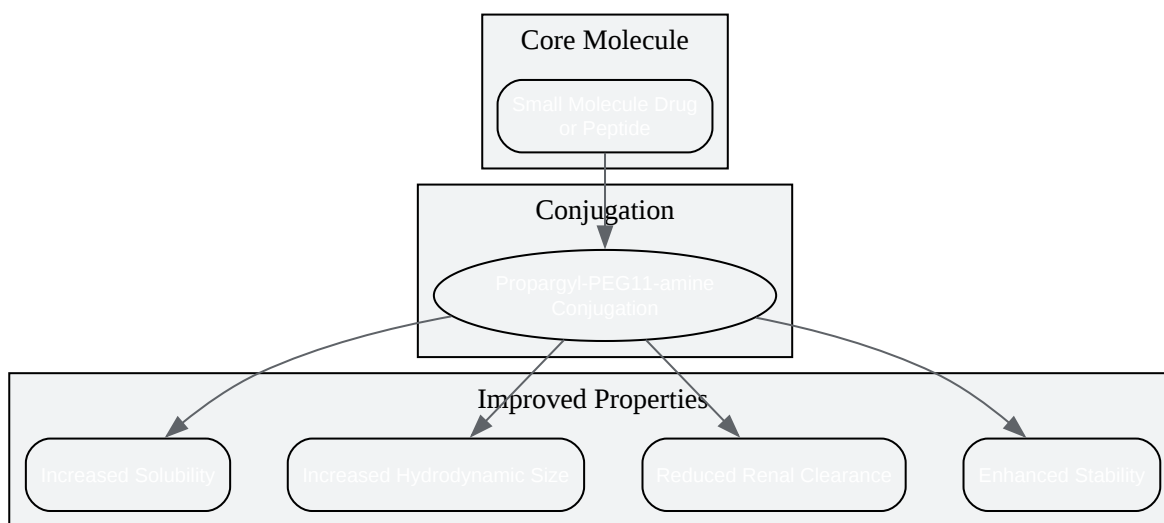 Core Molecule
Small Molecule Drug
or Peptide
Conjugation
Propargyl-PEG11-amine
Conjugation
Improved Properties
Increased Solubility
Increased Hydrodynamic Size
Reduced Renal Clearance
Enhanced Stability